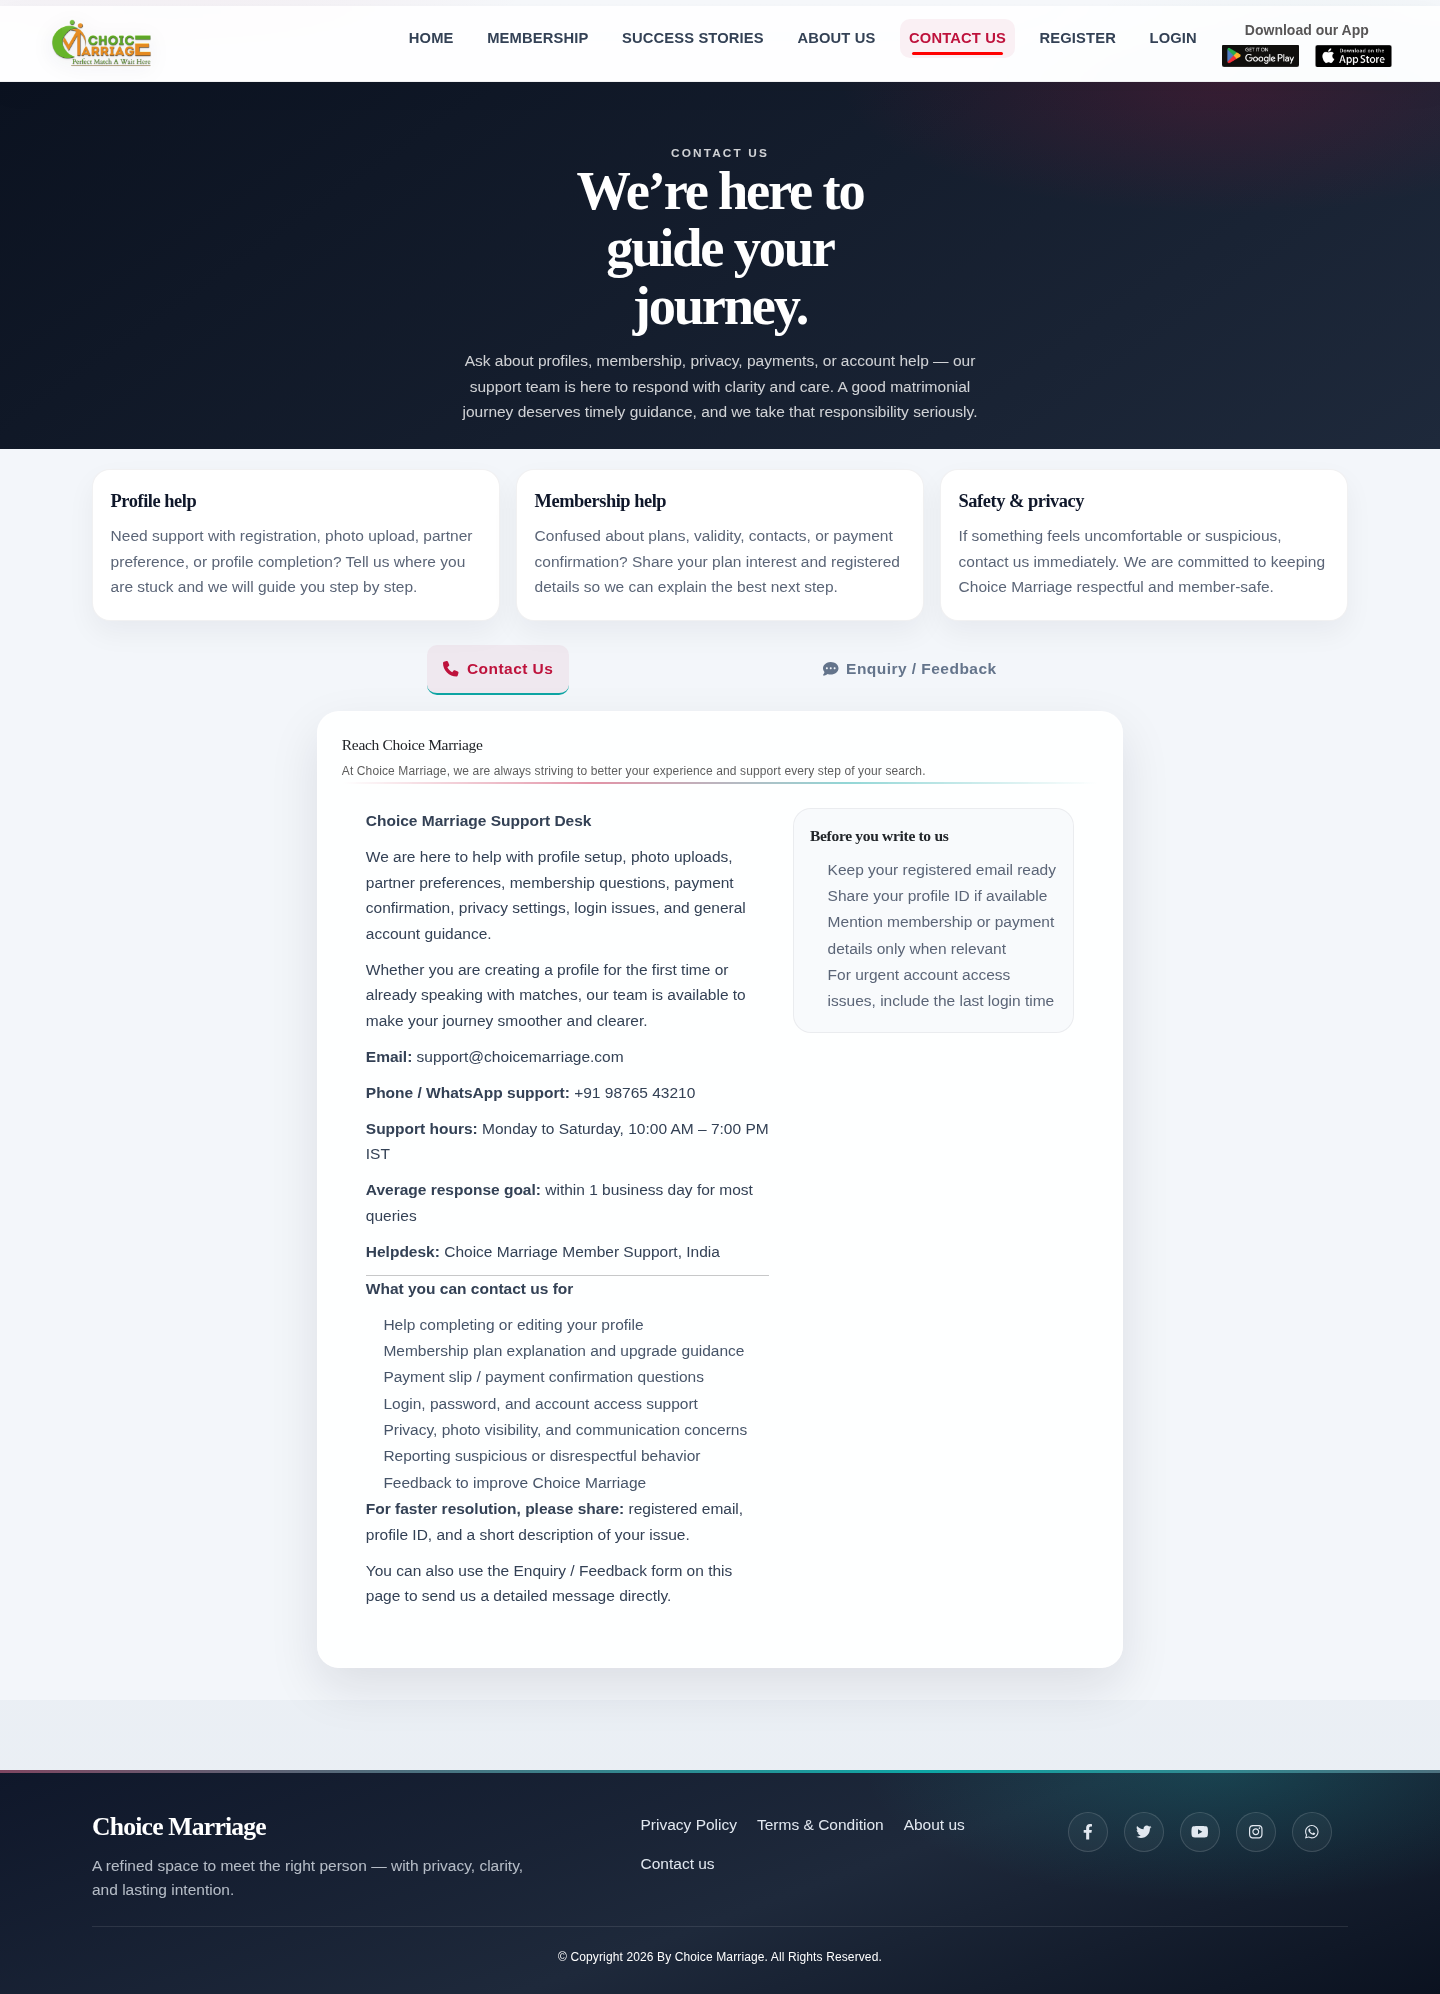 CHOICE
MARRIAGE
Perfect Match A Wait Here
HOME
MEMBERSHIP
SUCCESS STORIES
ABOUT US
CONTACT US
REGISTER
LOGIN
Download our App
GET IT ON
Google Play
Download on the
App Store
CONTACT US
We’re here to
guide your
journey.
Ask about profiles, membership, privacy, payments, or account help — our
support team is here to respond with clarity and care. A good matrimonial
journey deserves timely guidance, and we take that responsibility seriously.
Profile help
Need support with registration, photo upload, partner
preference, or profile completion? Tell us where you
are stuck and we will guide you step by step.
Membership help
Confused about plans, validity, contacts, or payment
confirmation? Share your plan interest and registered
details so we can explain the best next step.
Safety & privacy
If something feels uncomfortable or suspicious,
contact us immediately. We are committed to keeping
Choice Marriage respectful and member-safe.
Contact Us
Enquiry / Feedback
Reach Choice Marriage
At Choice Marriage, we are always striving to better your experience and support every step of your search.
Choice Marriage Support Desk
We are here to help with profile setup, photo uploads,
partner preferences, membership questions, payment
confirmation, privacy settings, login issues, and general
account guidance.
Whether you are creating a profile for the first time or
already speaking with matches, our team is available to
make your journey smoother and clearer.
Email: support@choicemarriage.com
Phone / WhatsApp support: +91 98765 43210
Support hours: Monday to Saturday, 10:00 AM – 7:00 PM
IST
Average response goal: within 1 business day for most
queries
Helpdesk: Choice Marriage Member Support, India
What you can contact us for
Help completing or editing your profile
Membership plan explanation and upgrade guidance
Payment slip / payment confirmation questions
Login, password, and account access support
Privacy, photo visibility, and communication concerns
Reporting suspicious or disrespectful behavior
Feedback to improve Choice Marriage
For faster resolution, please share: registered email,
profile ID, and a short description of your issue.
You can also use the Enquiry / Feedback form on this
page to send us a detailed message directly.
Before you write to us
Keep your registered email ready
Share your profile ID if available
Mention membership or payment
details only when relevant
For urgent account access
issues, include the last login time
Choice Marriage
A refined space to meet the right person — with privacy, clarity,
and lasting intention.
Privacy Policy
Terms & Condition
About us
Contact us
© Copyright 2026 By Choice Marriage. All Rights Reserved.